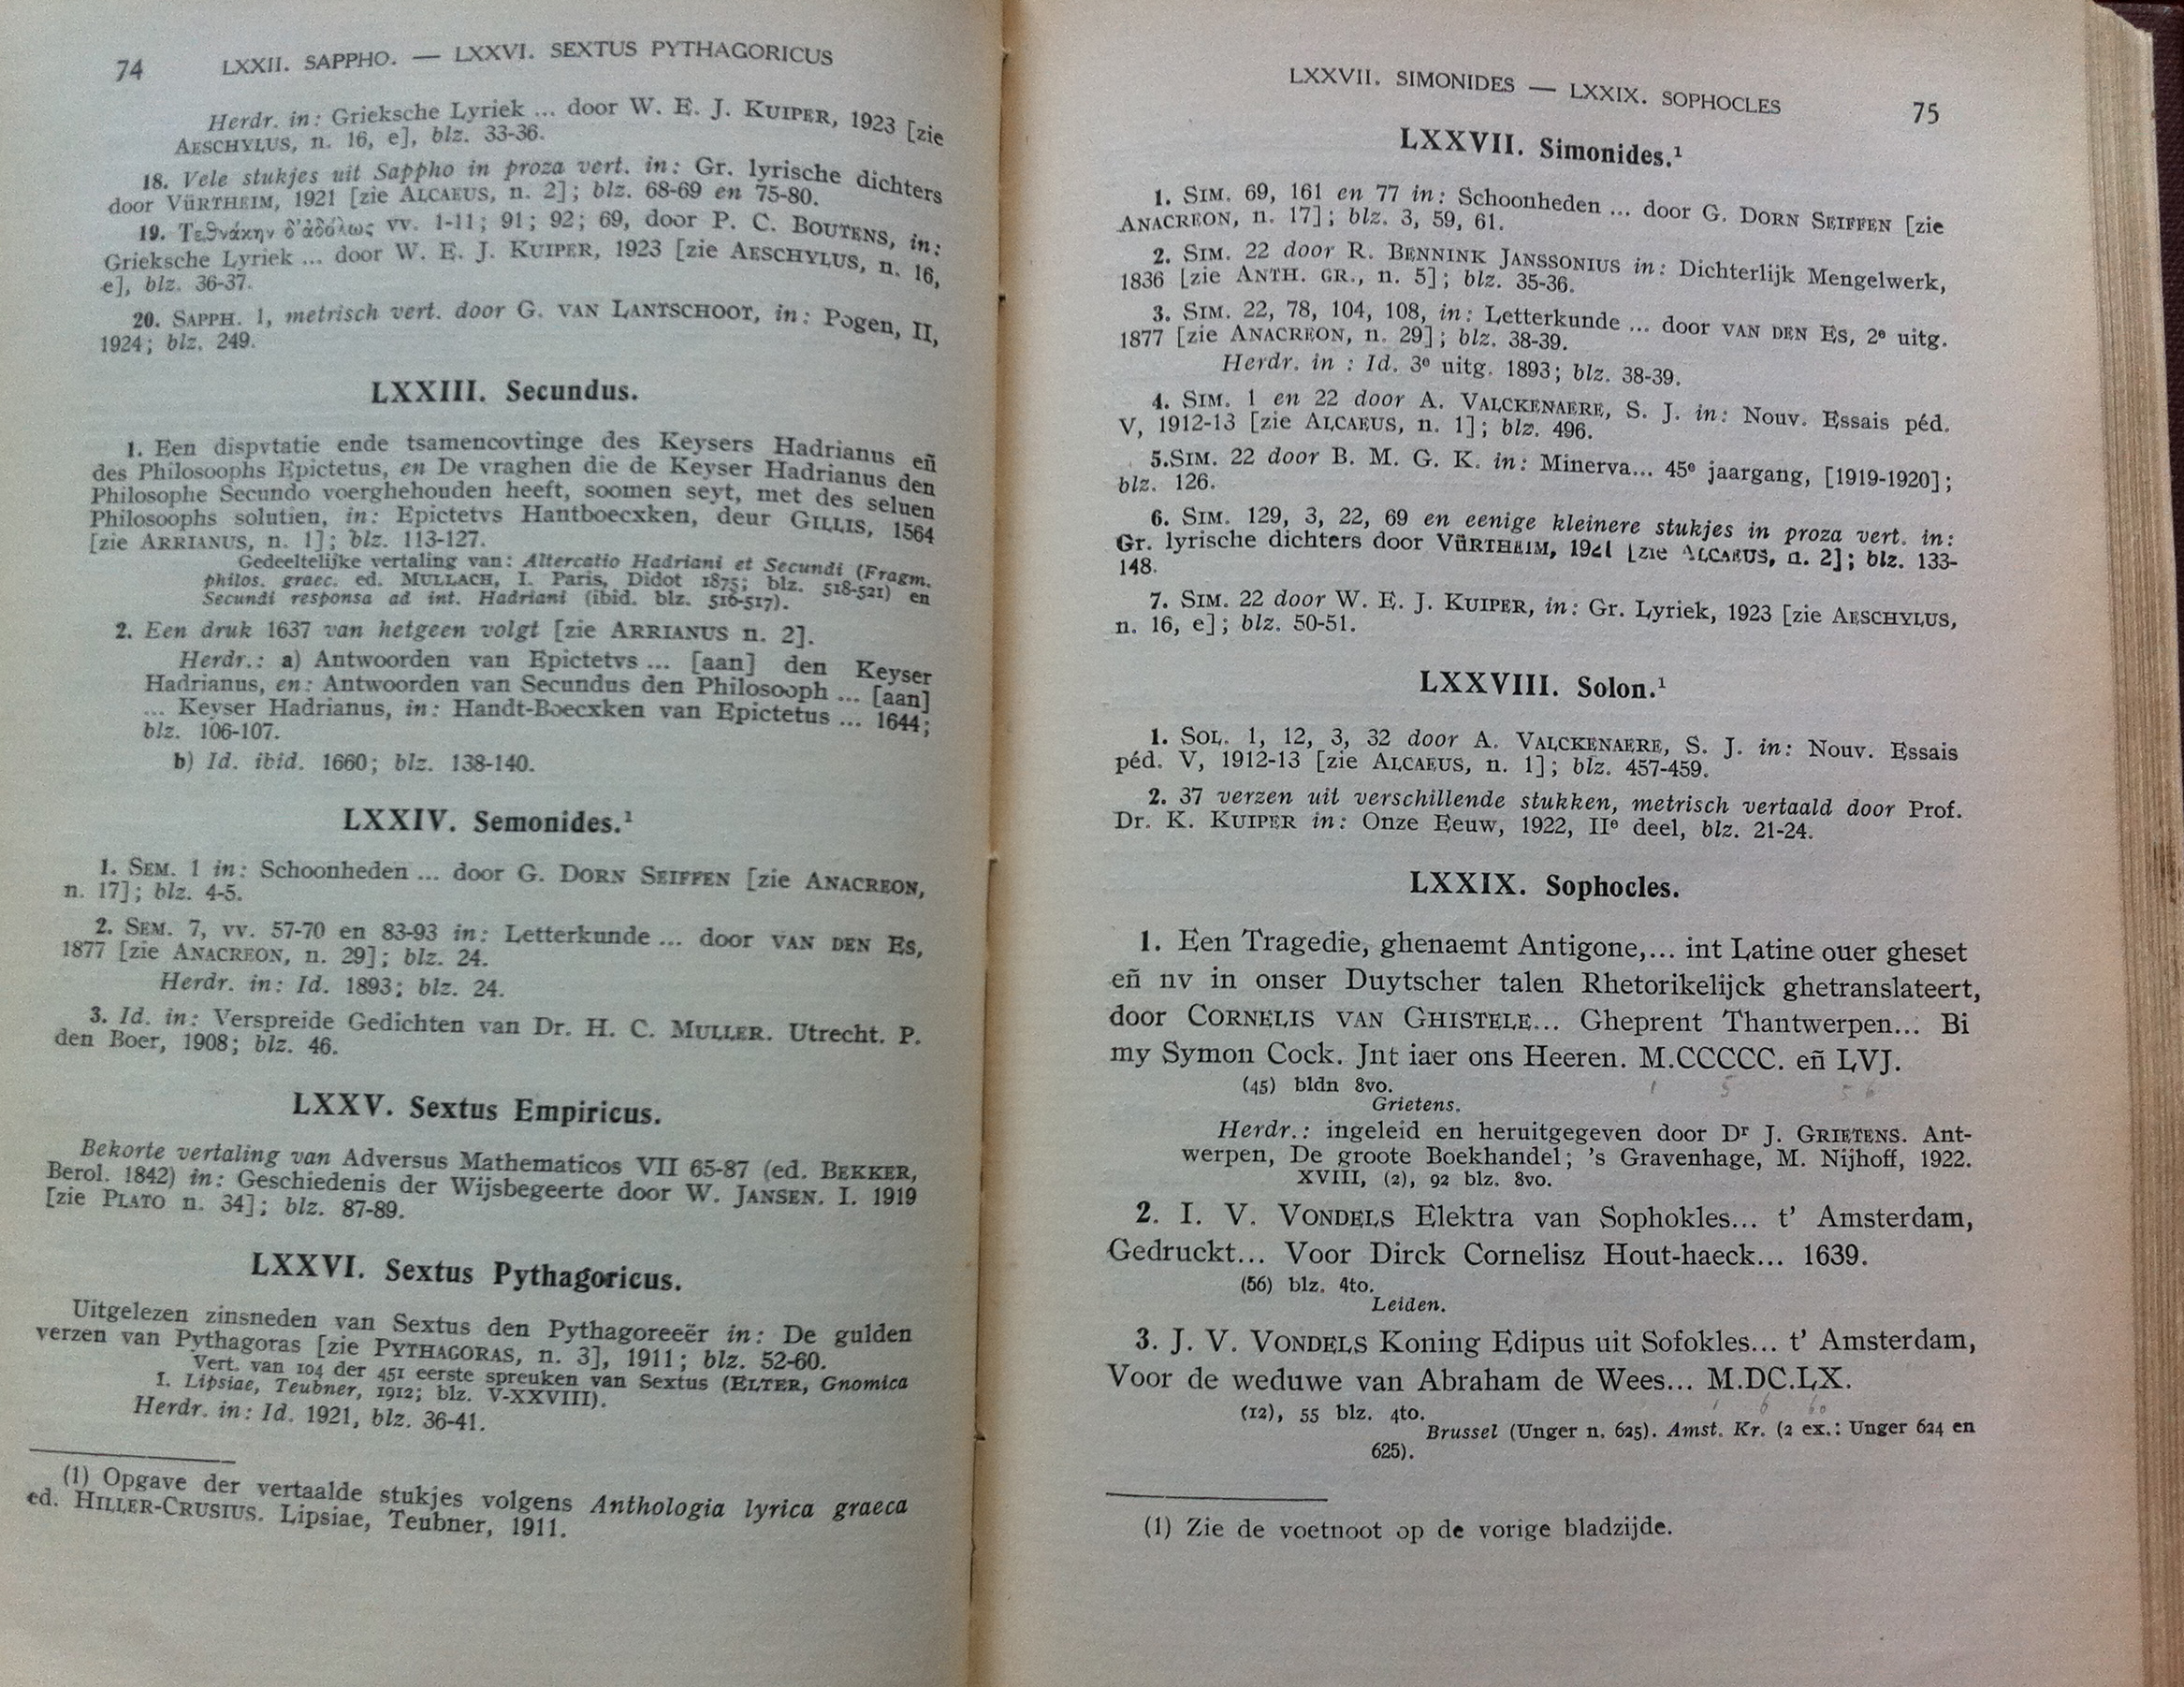 74 LXXII. SAPPHO. — LXXVI. SEXTUS PYTHAGORICUS
Herdr. in: Grieksche Lyriek ... door W. E. J. KUIPER, 1923 [zie
AESCHYLUS, n. 16, e], blz. 33-36.
18. Vele stukjes uit Sappho in proza vert. in: Gr. lyrische dichters
door VÜRTHEIM, 1921 [zie ALCAEUS, n. 2]; blz. 68-69 en 75-80.
19. Τεθνάκην δ'ἀδόλως vv. 1-11; 91; 92; 69, door P. C. BOUTENS, in:
Grieksche Lyriek ... door W. E. J. KUIPER, 1923 [zie AESCHYLUS, n. 16,
e], blz. 36-37.
20. SAPPH. 1, metrisch vert. door G. VAN LANTSCHOOT, in: Pogen, II,
1924; blz. 249.
LXXIII. Secundus.
1. Een dispvtatie ende tsamencovtinge des Keysers Hadrianus eñ
des Philosoophs Epictetus, en De vraghen die de Keyser Hadrianus den
Philosophe Secundo voerghehouden heeft, soomen seyt, met des seluen
Philosoophs solutien, in: Epictetvs Hantboecxken, deur GILLIS, 1564
[zie ARRIANUS, n. 1]; blz. 113-127.
Gedeeltelijke vertaling van: Altercatio Hadriani et Secundi (Fragm.
philos. graec. ed. MULLACH, I. Paris, Didot 1875; blz. 518-521) en
Secundi responsa ad int. Hadriani (ibid. blz. 516-517).
2. Een druk 1637 van hetgeen volgt [zie ARRIANUS n. 2].
Herdr.: a) Antwoorden van Epictetvs ... [aan] den Keyser
Hadrianus, en: Antwoorden van Secundus den Philosooph ... [aan]
... Keyser Hadrianus, in: Handt-Boecxken van Epictetus ... 1644;
blz. 106-107.
b) Id. ibid. 1660; blz. 138-140.
LXXIV. Semonides.¹
1. SEM. 1 in: Schoonheden ... door G. DORN SEIFFEN [zie ANACREON,
n. 17]; blz. 4-5.
2. SEM. 7, vv. 57-70 en 83-93 in: Letterkunde ... door VAN DEN Es,
1877 [zie ANACREON, n. 29]; blz. 24.
Herdr. in: Id. 1893; blz. 24.
3. Id. in: Verspreide Gedichten van Dr. H. C. MULLER. Utrecht. P.
den Boer, 1908; blz. 46.
LXXV. Sextus Empiricus.
Bekorte vertaling van Adversus Mathematicos VII 65-87 (ed. BEKKER,
Berol. 1842) in: Geschiedenis der Wijsbegeerte door W. JANSEN. I. 1919
[zie PLATO n. 34]; blz. 87-89.
LXXVI. Sextus Pythagoricus.
Uitgelezen zinsneden van Sextus den Pythagoreeër in: De gulden
verzen van Pythagoras [zie PYTHAGORAS, n. 3], 1911; blz. 52-60.
Vert. van 104 der 451 eerste spreuken van Sextus (ELTER, Gnomica
I. Lipsiae, Teubner, 1912; blz. V-XXVIII).
Herdr. in: Id. 1921, blz. 36-41.
(1) Opgave der vertaalde stukjes volgens Anthologia lyrica graeca
ed. HILLER-CRUSIUS. Lipsiae, Teubner, 1911.
LXXVII. SIMONIDES — LXXIX. SOPHOCLES 75
LXXVII. Simonides.¹
1. SIM. 69, 161 en 77 in: Schoonheden ... door G. DORN SEIFFEN [zie
ANACREON, n. 17]; blz. 3, 59, 61.
2. SIM. 22 door R. BENNINK JANSSONIUS in: Dichterlijk Mengelwerk,
1836 [zie ANTH. GR., n. 5]; blz. 35-36.
3. SIM. 22, 78, 104, 108, in: Letterkunde ... door VAN DEN Es, 2e uitg.
1877 [zie ANACREON, n. 29]; blz. 38-39.
Herdr. in : Id. 3e uitg. 1893; blz. 38-39.
4. SIM. 1 en 22 door A. VALCKENAERE, S. J. in: Nouv. Essais péd.
V, 1912-13 [zie ALCAEUS, n. 1]; blz. 496.
5.SIM. 22 door B. M. G. K. in: Minerva... 45e jaargang, [1919-1920];
blz. 126.
6. SIM. 129, 3, 22, 69 en eenige kleinere stukjes in proza vert. in:
Gr. lyrische dichters door VÜRTHEIM, 1921 [zie ALCAEUS, n. 2]; blz. 133-
148.
7. SIM. 22 door W. E. J. KUIPER, in: Gr. Lyriek, 1923 [zie AESCHYLUS,
n. 16, e]; blz. 50-51.
LXXVIII. Solon.¹
1. SOL. 1, 12, 3, 32 door A. VALCKENAERE, S. J. in: Nouv. Essais
péd. V, 1912-13 [zie ALCAEUS, n. 1]; blz. 457-459.
2. 37 verzen uit verschillende stukken, metrisch vertaald door Prof.
Dr. K. KUIPER in: Onze Eeuw, 1922, IIe deel, blz. 21-24.
LXXIX. Sophocles.
1. Een Tragedie, ghenaemt Antigone,... int Latine ouer gheset
eñ nv in onser Duytscher talen Rhetorikelijck ghetranslateert,
door CORNELIS VAN GHISTELE... Gheprent Thantwerpen... Bi
my Symon Cock. Jnt iaer ons Heeren. M.CCCCC. eñ LVJ.
(45) bldn 8vo. 1 5 5 6
Grietens.
Herdr.: ingeleid en heruitgegeven door Dr J. GRIETENS. Ant-
werpen, De groote Boekhandel; 's Gravenhage, M. Nijhoff, 1922.
XVIII, (2), 92 blz. 8vo.
2. I. V. VONDELS Elektra van Sophokles... t' Amsterdam,
Gedruckt... Voor Dirck Cornelisz Hout-haeck... 1639.
(56) blz. 4to.
Leiden.
3. J. V. VONDELS Koning Edipus uit Sofokles... t' Amsterdam,
Voor de weduwe van Abraham de Wees... M.DC.LX.
(12), 55 blz. 4to. 1 6 60
Brussel (Unger n. 625). Amst. Kr. (2 ex.: Unger 624 en
625).
(1) Zie de voetnoot op de vorige bladzijde.